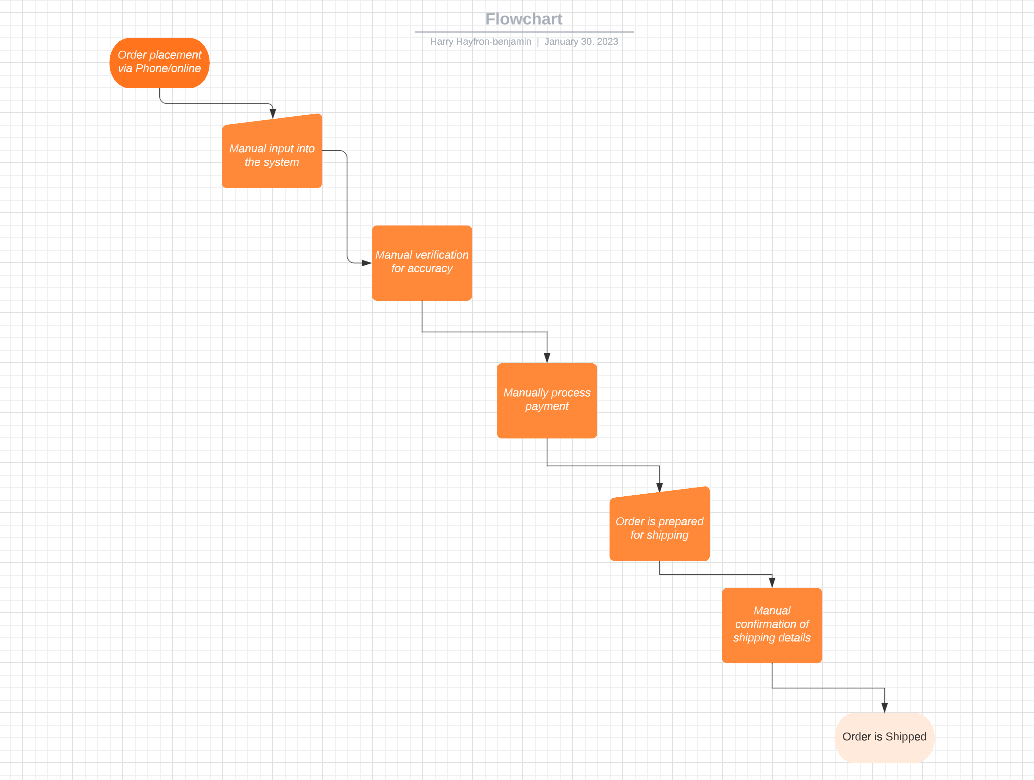 Flowchart
Harry Hayfron-benjamin | January 30, 2023
Order placement
via Phone/online
Manual input into
the system
Manual verification
for accuracy
Manually process
payment
Order is prepared
for shipping
Manual
confirmation of
shipping details
Order is Shipped